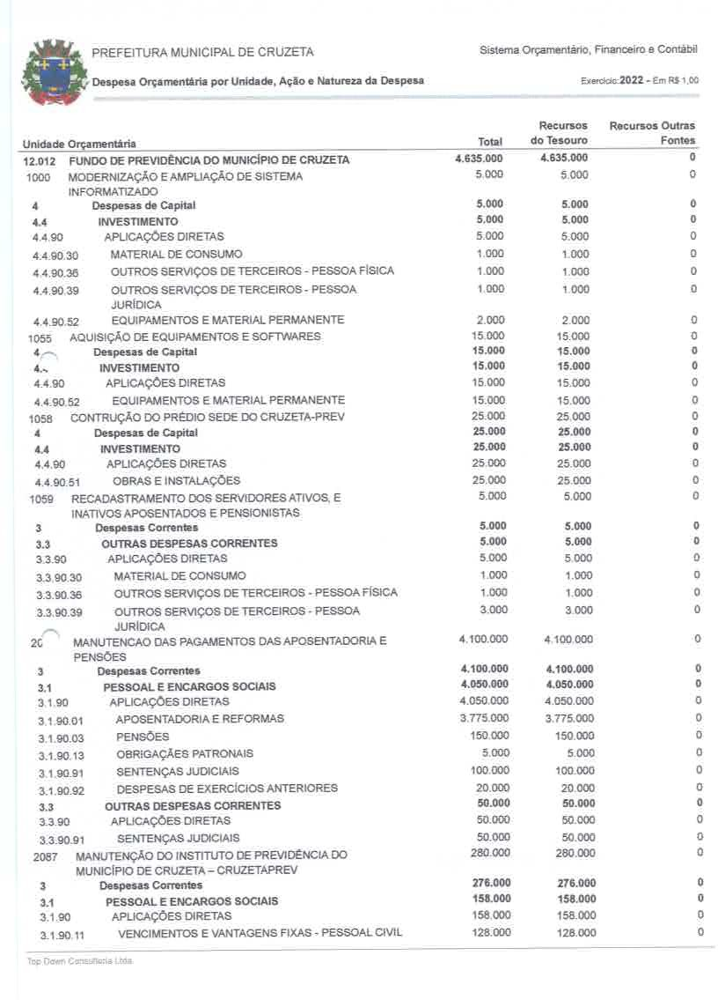 PREFEITURA MUNICIPAL DE CRUZETA Sistema Orçamentário, Financeiro e Contábil
Despesa Orçamentária por Unidade, Ação e Natureza da Despesa Exercício: 2022 - Em R$ 1,00
Recursos Recursos Outras
Unidade Orçamentária Total do Tesouro Fontes
12.012 FUNDO DE PREVIDÊNCIA DO MUNICÍPIO DE CRUZETA 4.635.000 4.635.000 0
1000 MODERNIZAÇÃO E AMPLIAÇÃO DE SISTEMA 5.000 5.000 0
INFORMATIZADO
4 Despesas de Capital 5.000 5.000 0
4.4 INVESTIMENTO 5.000 5.000 0
4.4.90 APLICAÇÕES DIRETAS 5.000 5.000 0
4.4.90.30 MATERIAL DE CONSUMO 1.000 1.000 0
4.4.90.36 OUTROS SERVIÇOS DE TERCEIROS - PESSOA FÍSICA 1.000 1.000 0
4.4.90.39 OUTROS SERVIÇOS DE TERCEIROS - PESSOA 1.000 1.000 0
JURÍDICA
4.4.90.52 EQUIPAMENTOS E MATERIAL PERMANENTE 2.000 2.000 0
1055 AQUISIÇÃO DE EQUIPAMENTOS E SOFTWARES 15.000 15.000 0
4 Despesas de Capital 15.000 15.000 0
4. INVESTIMENTO 15.000 15.000 0
4.4.90 APLICAÇÕES DIRETAS 15.000 15.000 0
4.4.90.52 EQUIPAMENTOS E MATERIAL PERMANENTE 15.000 15.000 0
1058 CONTRUÇÃO DO PRÉDIO SEDE DO CRUZETA-PREV 25.000 25.000 0
4 Despesas de Capital 25.000 25.000 0
4.4 INVESTIMENTO 25.000 25.000 0
4.4.90 APLICAÇÕES DIRETAS 25.000 25.000 0
4.4.90.51 OBRAS E INSTALAÇÕES 25.000 25.000 0
1059 RECADASTRAMENTO DOS SERVIDORES ATIVOS, E 5.000 5.000 0
INATIVOS APOSENTADOS E PENSIONISTAS
3 Despesas Correntes 5.000 5.000 0
3.3 OUTRAS DESPESAS CORRENTES 5.000 5.000 0
3.3.90 APLICAÇÕES DIRETAS 5.000 5.000 0
3.3.90.30 MATERIAL DE CONSUMO 1.000 1.000 0
3.3.90.36 OUTROS SERVIÇOS DE TERCEIROS - PESSOA FÍSICA 1.000 1.000 0
3.3.90.39 OUTROS SERVIÇOS DE TERCEIROS - PESSOA 3.000 3.000 0
JURÍDICA
20 MANUTENCAO DAS PAGAMENTOS DAS APOSENTADORIA E 4.100.000 4.100.000 0
PENSÕES
3 Despesas Correntes 4.100.000 4.100.000 0
3.1 PESSOAL E ENCARGOS SOCIAIS 4.050.000 4.050.000 0
3.1.90 APLICAÇÕES DIRETAS 4.050.000 4.050.000 0
3.1.90.01 APOSENTADORIA E REFORMAS 3.775.000 3.775.000 0
3.1.90.03 PENSÕES 150.000 150.000 0
3.1.90.13 OBRIGAÇÃES PATRONAIS 5.000 5.000 0
3.1.90.91 SENTENÇAS JUDICIAIS 100.000 100.000 0
3.1.90.92 DESPESAS DE EXERCÍCIOS ANTERIORES 20.000 20.000 0
3.3 OUTRAS DESPESAS CORRENTES 50.000 50.000 0
3.3.90 APLICAÇÕES DIRETAS 50.000 50.000 0
3.3.90.91 SENTENÇAS JUDICIAIS 50.000 50.000 0
2087 MANUTENÇÃO DO INSTITUTO DE PREVIDÊNCIA DO 280.000 280.000 0
MUNICÍPIO DE CRUZETA – CRUZETAPREV
3 Despesas Correntes 276.000 276.000 0
3.1 PESSOAL E ENCARGOS SOCIAIS 158.000 158.000 0
3.1.90 APLICAÇÕES DIRETAS 158.000 158.000 0
3.1.90.11 VENCIMENTOS E VANTAGENS FIXAS - PESSOAL CIVIL 128.000 128.000 0
Top Down Consultoria Ltda.